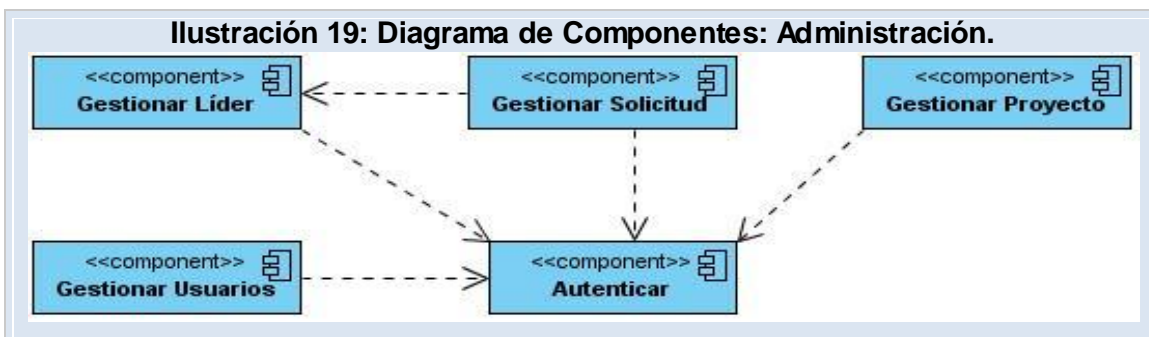 Ilustración 19: Diagrama de Componentes: Administración.
<<component>>
Gestionar Líder
<<component>>
Gestionar Solicitud
<<component>>
Gestionar Proyecto
<<component>>
Gestionar Usuarios
<<component>>
Autenticar